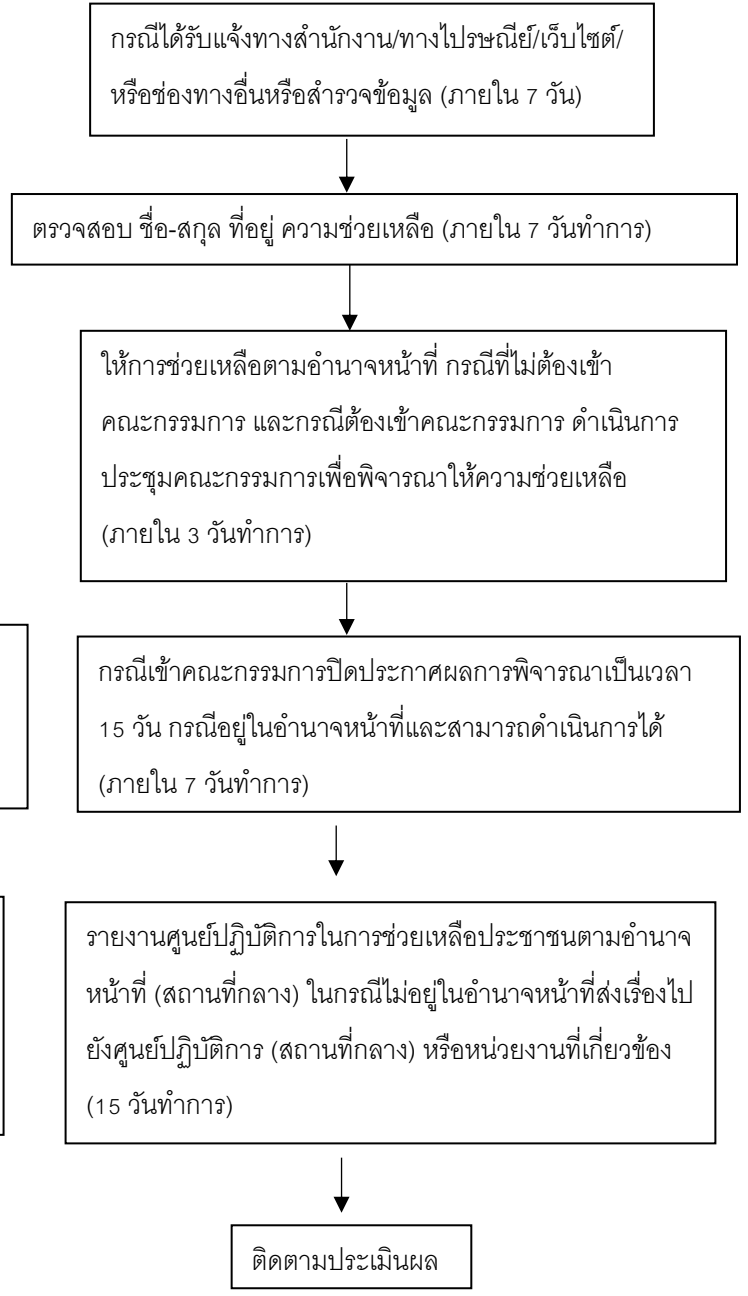 กรณีได้รับแจ้งทางสำนักงาน/ทางไปรษณีย์/เว็บไซต์/
หรือช่องทางอื่นหรือสำรวจข้อมูล (ภายใน 7 วัน)
ตรวจสอบ ชื่อ-สกุล ที่อยู่ ความช่วยเหลือ (ภายใน 7 วันทำการ)
ให้การช่วยเหลือตามอำนาจหน้าที่ กรณีที่ไม่ต้องเข้า
คณะกรรมการ และกรณีต้องเข้าคณะกรรมการ ดำเนินการ
ประชุมคณะกรรมการเพื่อพิจารณาให้ความช่วยเหลือ
(ภายใน 3 วันทำการ)
กรณีเข้าคณะกรรมการปิดประกาศผลการพิจารณาเป็นเวลา
15 วัน กรณีอยู่ในอำนาจหน้าที่และสามารถดำเนินการได้
(ภายใน 7 วันทำการ)
รายงานศูนย์ปฏิบัติการในการช่วยเหลือประชาชนตามอำนาจ
หน้าที่ (สถานที่กลาง) ในกรณีไม่อยู่ในอำนาจหน้าที่ส่งเรื่องไป
ยังศูนย์ปฏิบัติการ (สถานที่กลาง) หรือหน่วยงานที่เกี่ยวข้อง
(15 วันทำการ)
ติดตามประเมินผล